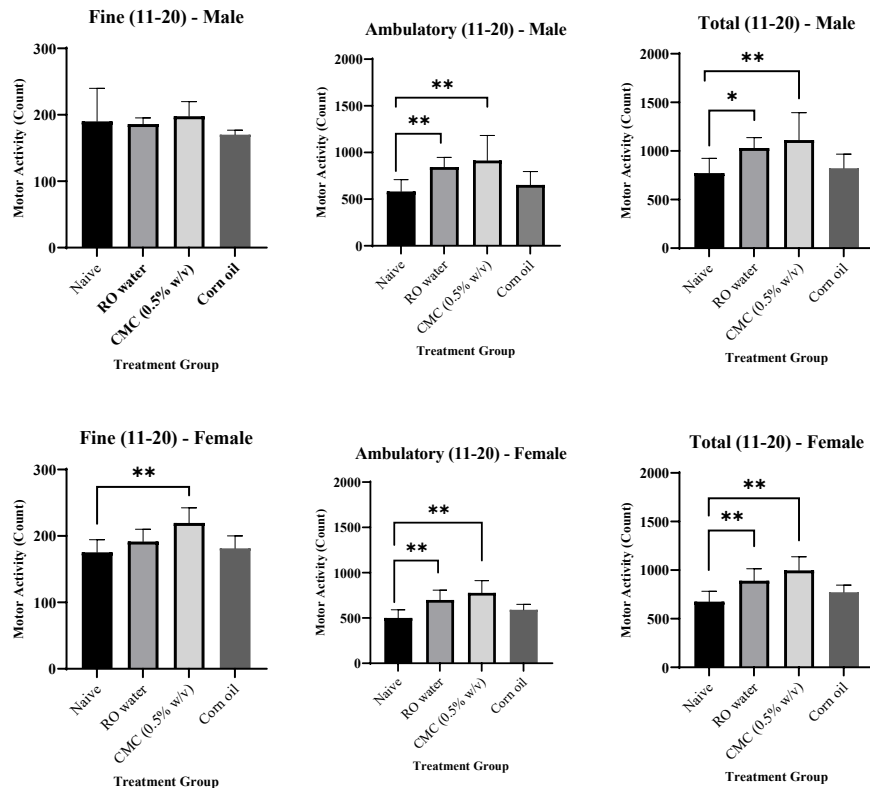 Fine (11-20) - Male
Motor Activity (Count)
300
200
100
0
Naive
RO water
CMC (0.5% w/v)
Corn oil
Treatment Group
Ambulatory (11-20) - Male
Motor Activity (Count)
2000
1500
1000
500
0
**
**
Naive
RO water
CMC (0.5% w/v)
Corn oil
Treatment Group
Total (11-20) - Male
Motor Activity (Count)
2000
1500
1000
500
0
**
*
Naive
RO water
CMC (0.5% w/v)
Corn oil
Treatment Group
Fine (11-20) - Female
Motor Activity (Count)
300
200
100
0
**
Naive
RO water
CMC (0.5% w/v)
Corn oil
Treatment Group
Ambulatory (11-20) - Female
Motor Activity (Count)
2000
1500
1000
500
0
**
**
Naive
RO water
CMC (0.5% w/v)
Corn oil
Treatment Group
Total (11-20) - Female
Motor Activity (Count)
2000
1500
1000
500
0
**
**
Naive
RO water
CMC (0.5% w/v)
Corn oil
Treatment Group